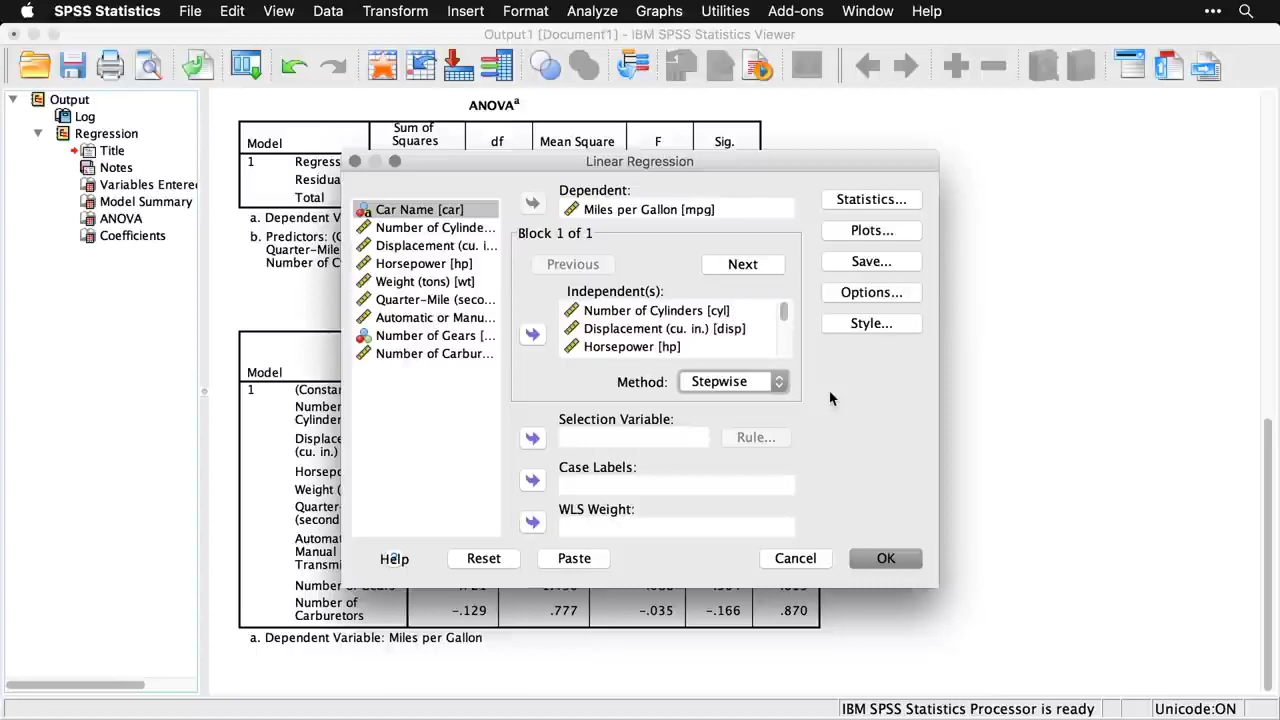 SPSS Statistics File Edit View Data Transform Insert Format Analyze Graphs Utilities Add-ons Window Help
Output1 [Document1] - IBM SPSS Statistics Viewer
Output
Log
Regression
Title
Notes
Variables Entere
Model Summary
ANOVA
Coefficients
ANOVAa
Model Sum of Squares df Mean Square F Sig.
1 Regres
Residua
Total
a. Dependent V
b. Predictors: (C
Quarter-Mile
Number of C
Model
1 (Constan
Number
Cylinder
Displace
(cu. in.)
Horsepo
Weight (
Quarter-
(second
Automat
Manual
Transmi
Number of Gears
Number of
Carburetors -.129 .777 -.035 -.166 .870
a. Dependent Variable: Miles per Gallon
Linear Regression
Car Name [car]
Number of Cylinde...
Displacement (cu. i...
Horsepower [hp]
Weight (tons) [wt]
Quarter-Mile (seco...
Automatic or Manu...
Number of Gears [...
Number of Carbur...
Dependent:
Miles per Gallon [mpg]
Block 1 of 1
Previous Next
Independent(s):
Number of Cylinders [cyl]
Displacement (cu. in.) [disp]
Horsepower [hp]
Method: Stepwise
Selection Variable:
Rule...
Case Labels:
WLS Weight:
Statistics...
Plots...
Save...
Options...
Style...
Help Reset Paste Cancel OK
IBM SPSS Statistics Processor is ready Unicode:ON